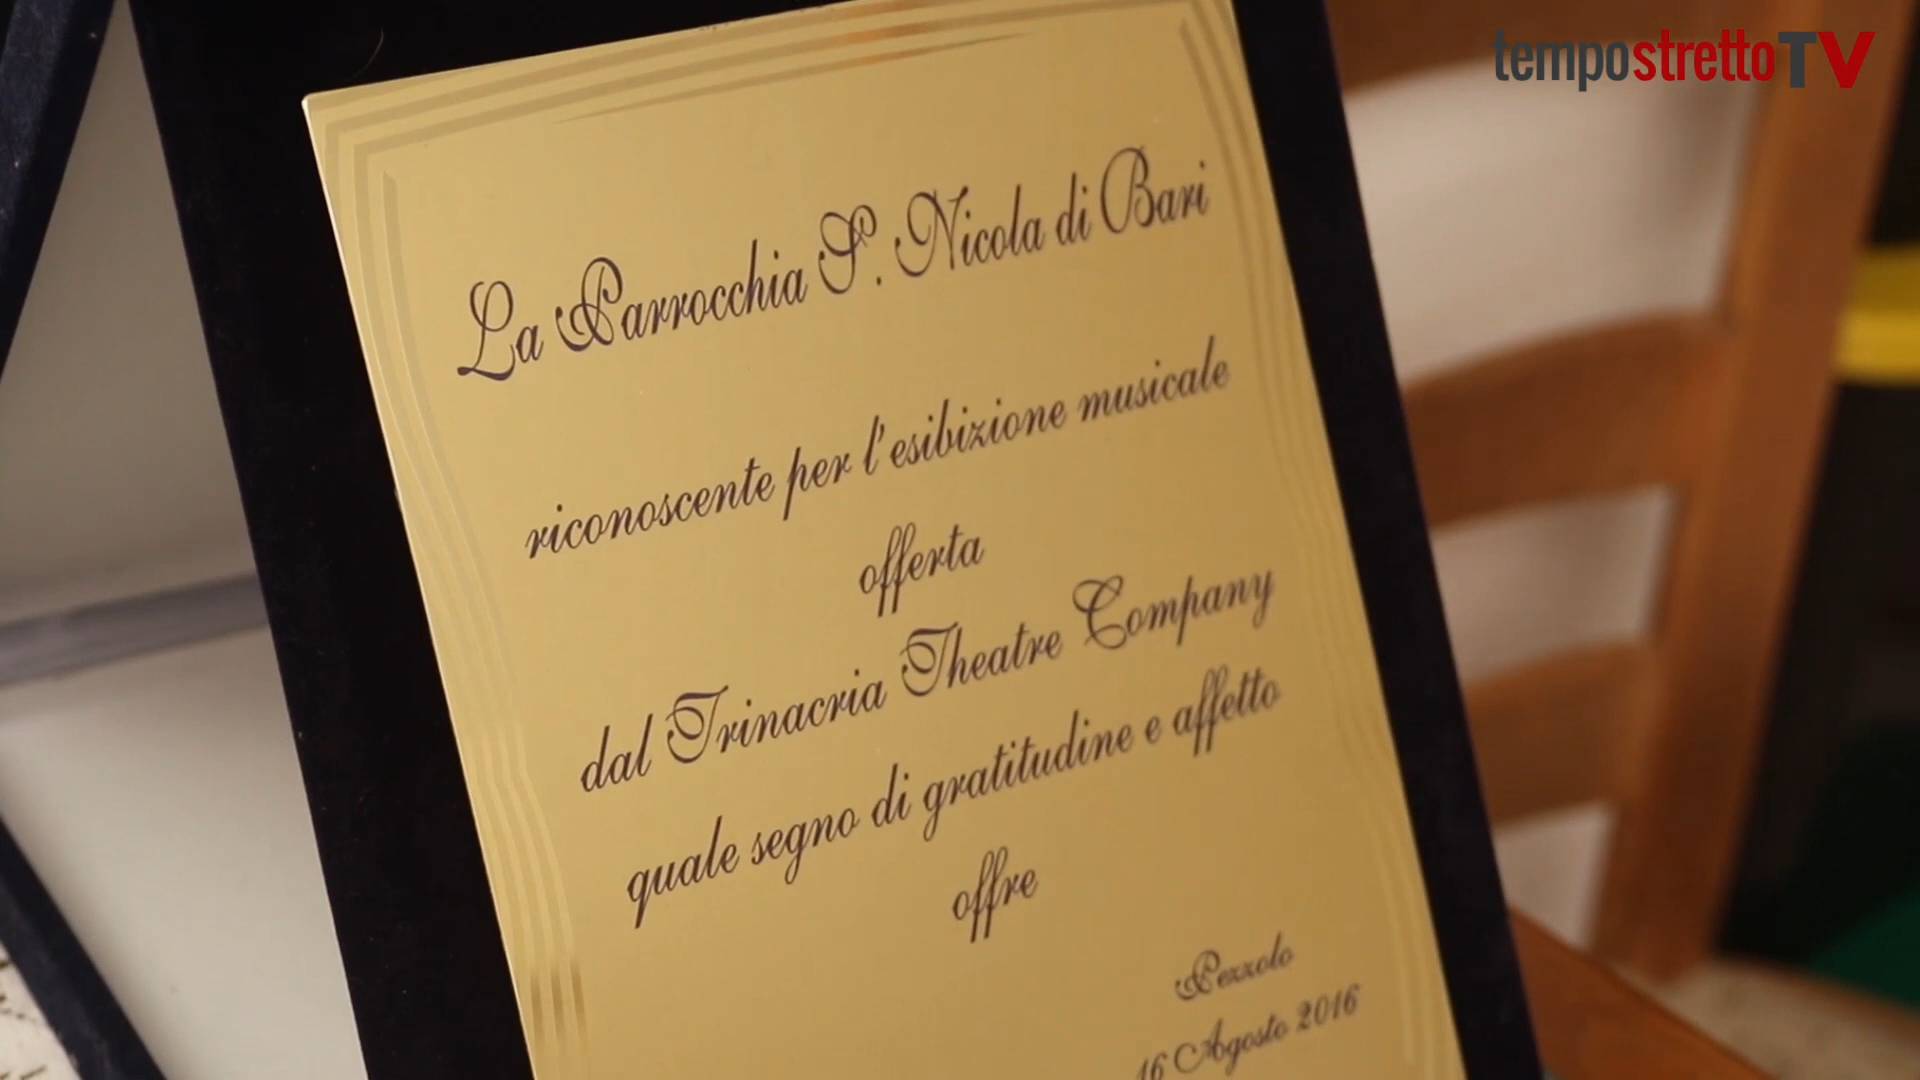 tempostrettoTV
La Parrocchia S. Nicola di Bari
riconoscente per l'esibizione musicale
offerta
dal Trinacria Theatre Company
quale segno di gratitudine e affetto
offre
Pezzolo
16 Agosto 2016